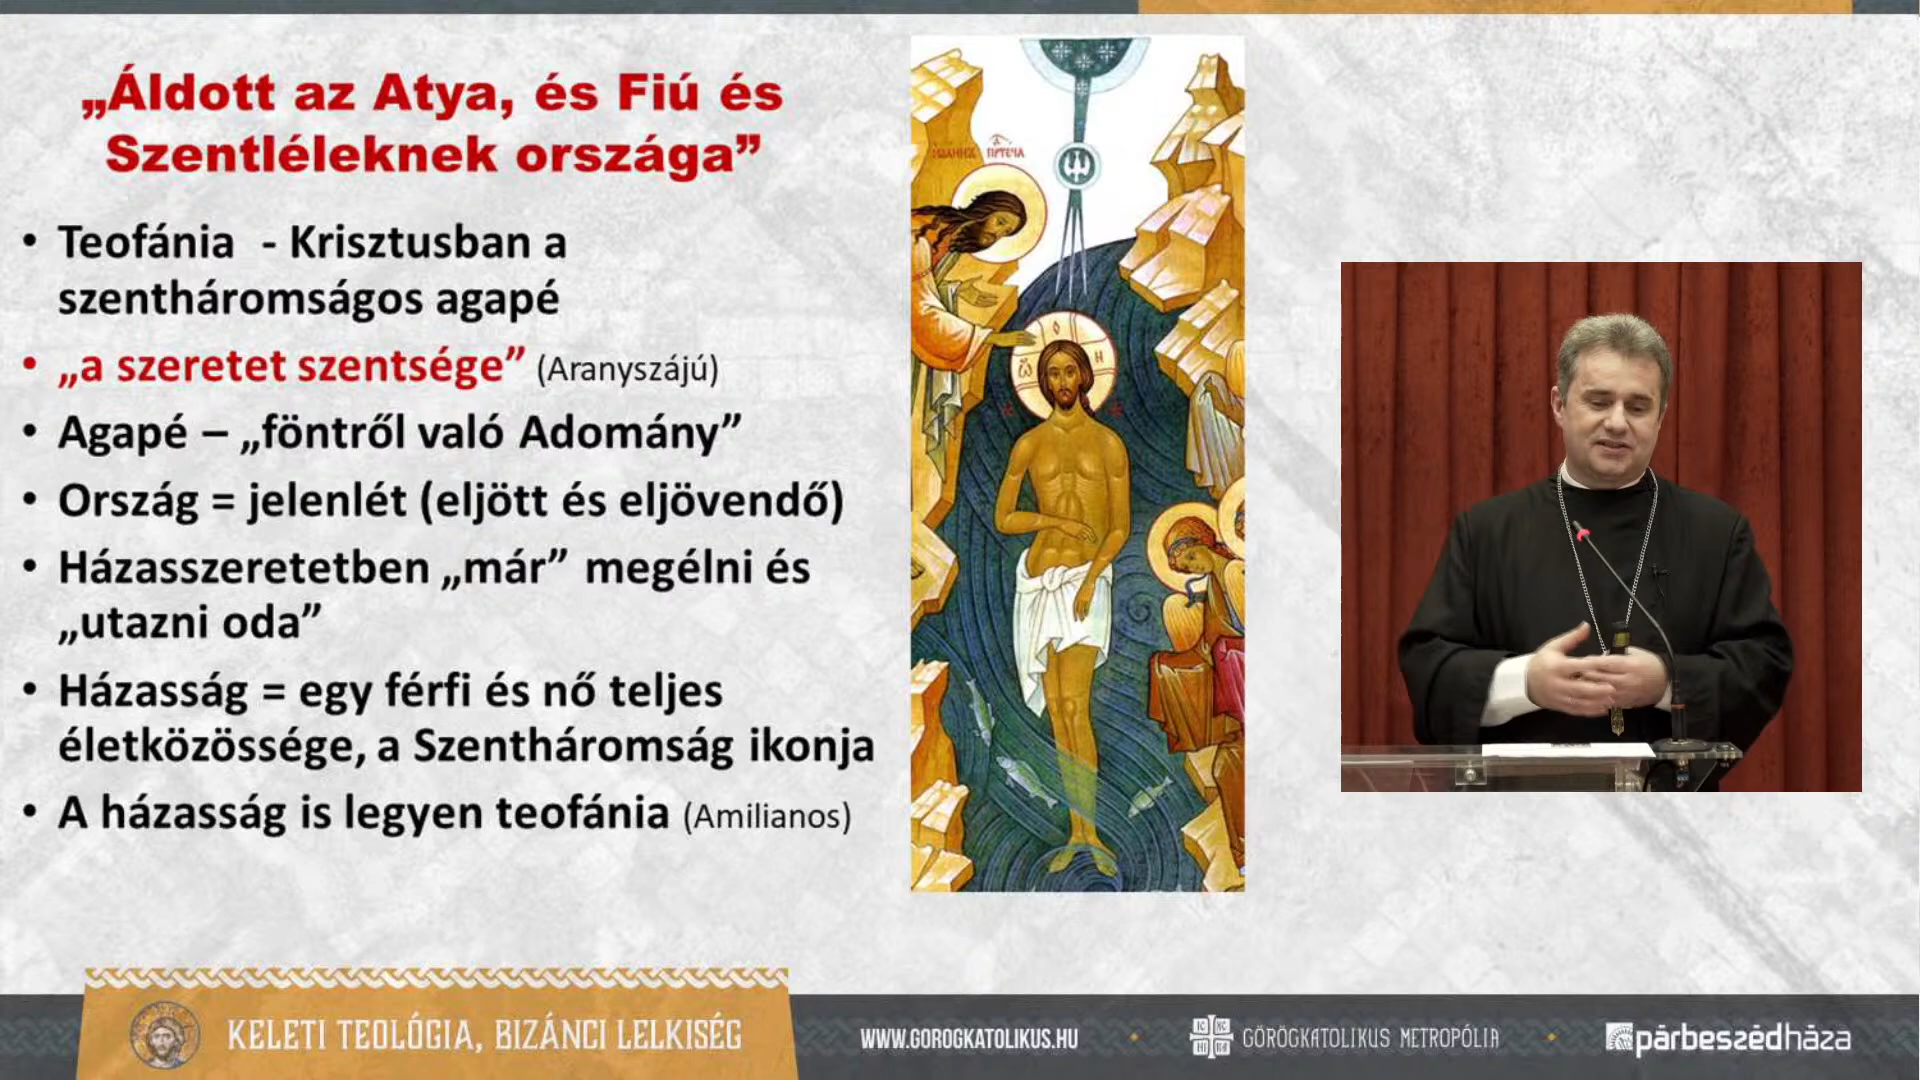 „Áldott az Atya, és Fiú és
Szentléleknek országa”
• Teofánia - Krisztusban a
szentháromságos agapé
• „a szeretet szentsége” (Aranyszájú)
• Agapé – „föntről való Adomány”
• Ország = jelenlét (eljött és eljövendő)
• Házasszeretetben „már” megélni és
„utazni oda”
• Házasság = egy férfi és nő teljes
életközössége, a Szentháromság ikonja
• A házasság is legyen teofánia (Amilianos)
KELETI TEOLÓGIA, BIZÁNCI LELKISÉG
WWW.GOROGKATOLIKUS.HU
GÖRÖGKATOLIKUS METROPÓLIA
párbeszédháza